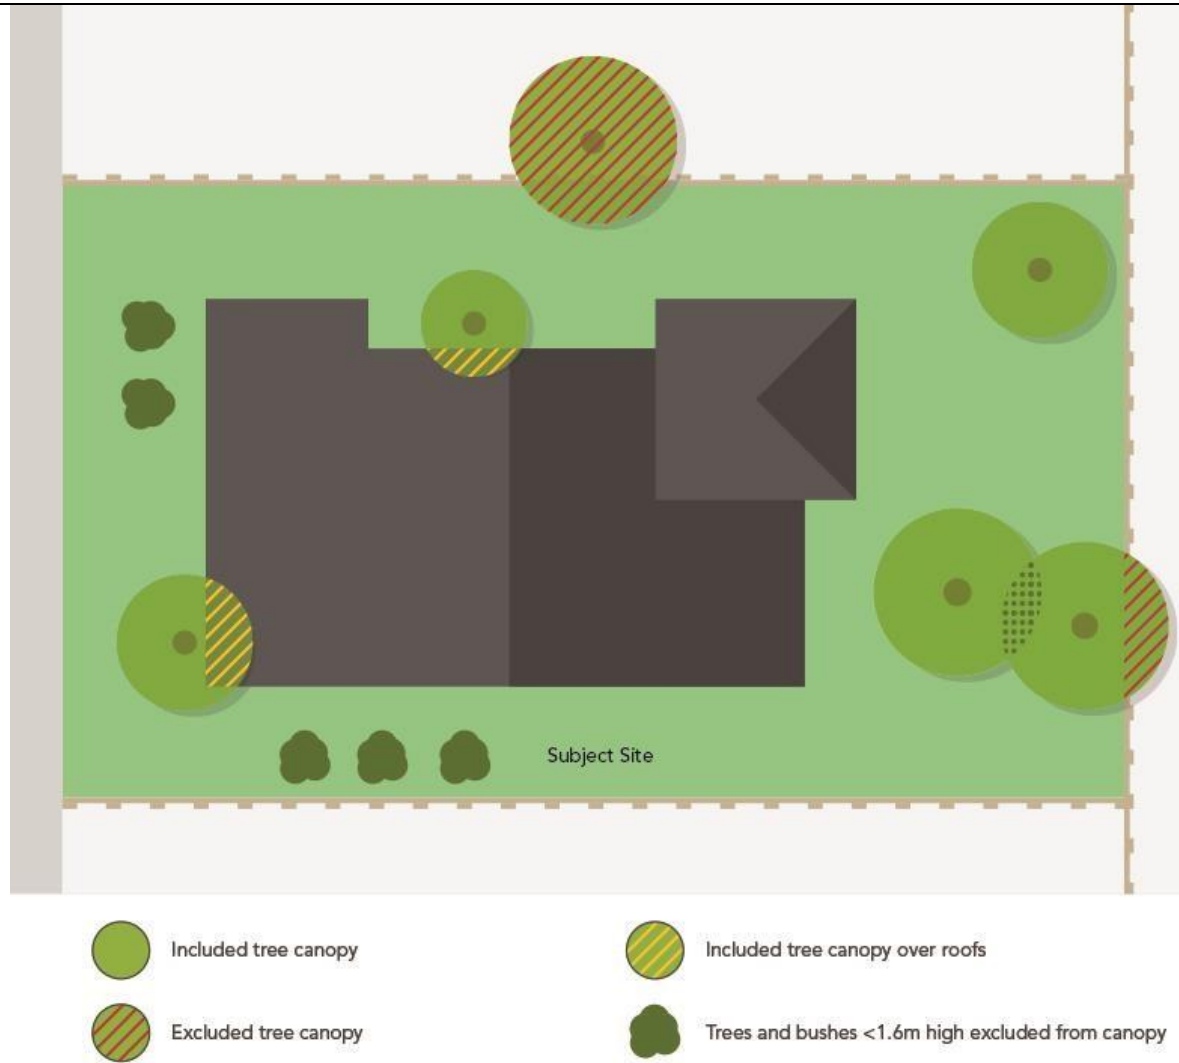 Subject Site
Included tree canopy
Included tree canopy over roofs
Excluded tree canopy
Trees and bushes <1.6m high excluded from canopy